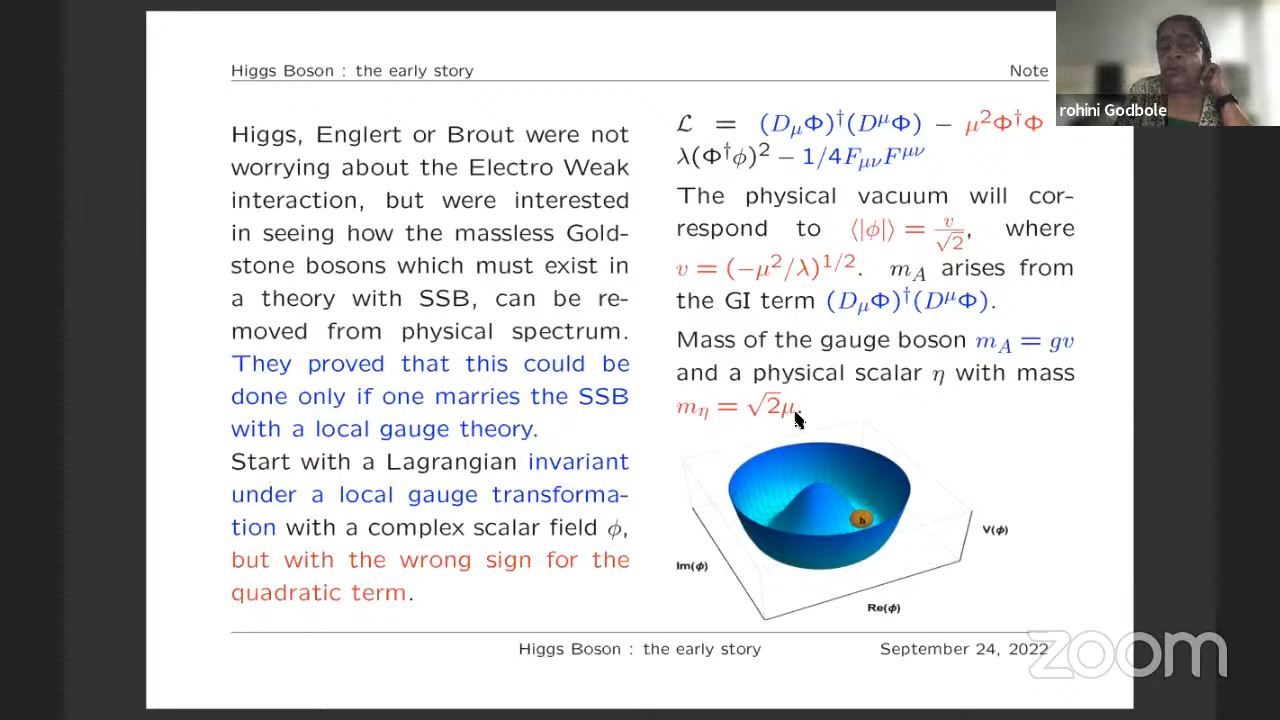 Higgs Boson : the early story
Note
rohini Godbole
Higgs, Englert or Brout were not
worrying about the Electro Weak
interaction, but were interested
in seeing how the massless Gold-
stone bosons which must exist in
a theory with SSB, can be re-
moved from physical spectrum.
They proved that this could be
done only if one marries the SSB
with a local gauge theory.
Start with a Lagrangian invariant
under a local gauge transforma-
tion with a complex scalar field ϕ,
but with the wrong sign for the
quadratic term.
ℒ = (D_μΦ)†(D^μΦ) − μ²Φ†Φ
λ(Φ†ϕ)² − 1/4F_μνF^μν
The physical vacuum will cor-
respond to ⟨|ϕ|⟩ = v/√2, where
v = (−μ²/λ)^1/2. m_A arises from
the GI term (D_μΦ)†(D^μΦ).
Mass of the gauge boson m_A = gv
and a physical scalar η with mass
m_η = √2μ.
h
V(ϕ)
Im(ϕ)
Re(ϕ)
Higgs Boson : the early story
September 24, 2022
zoom